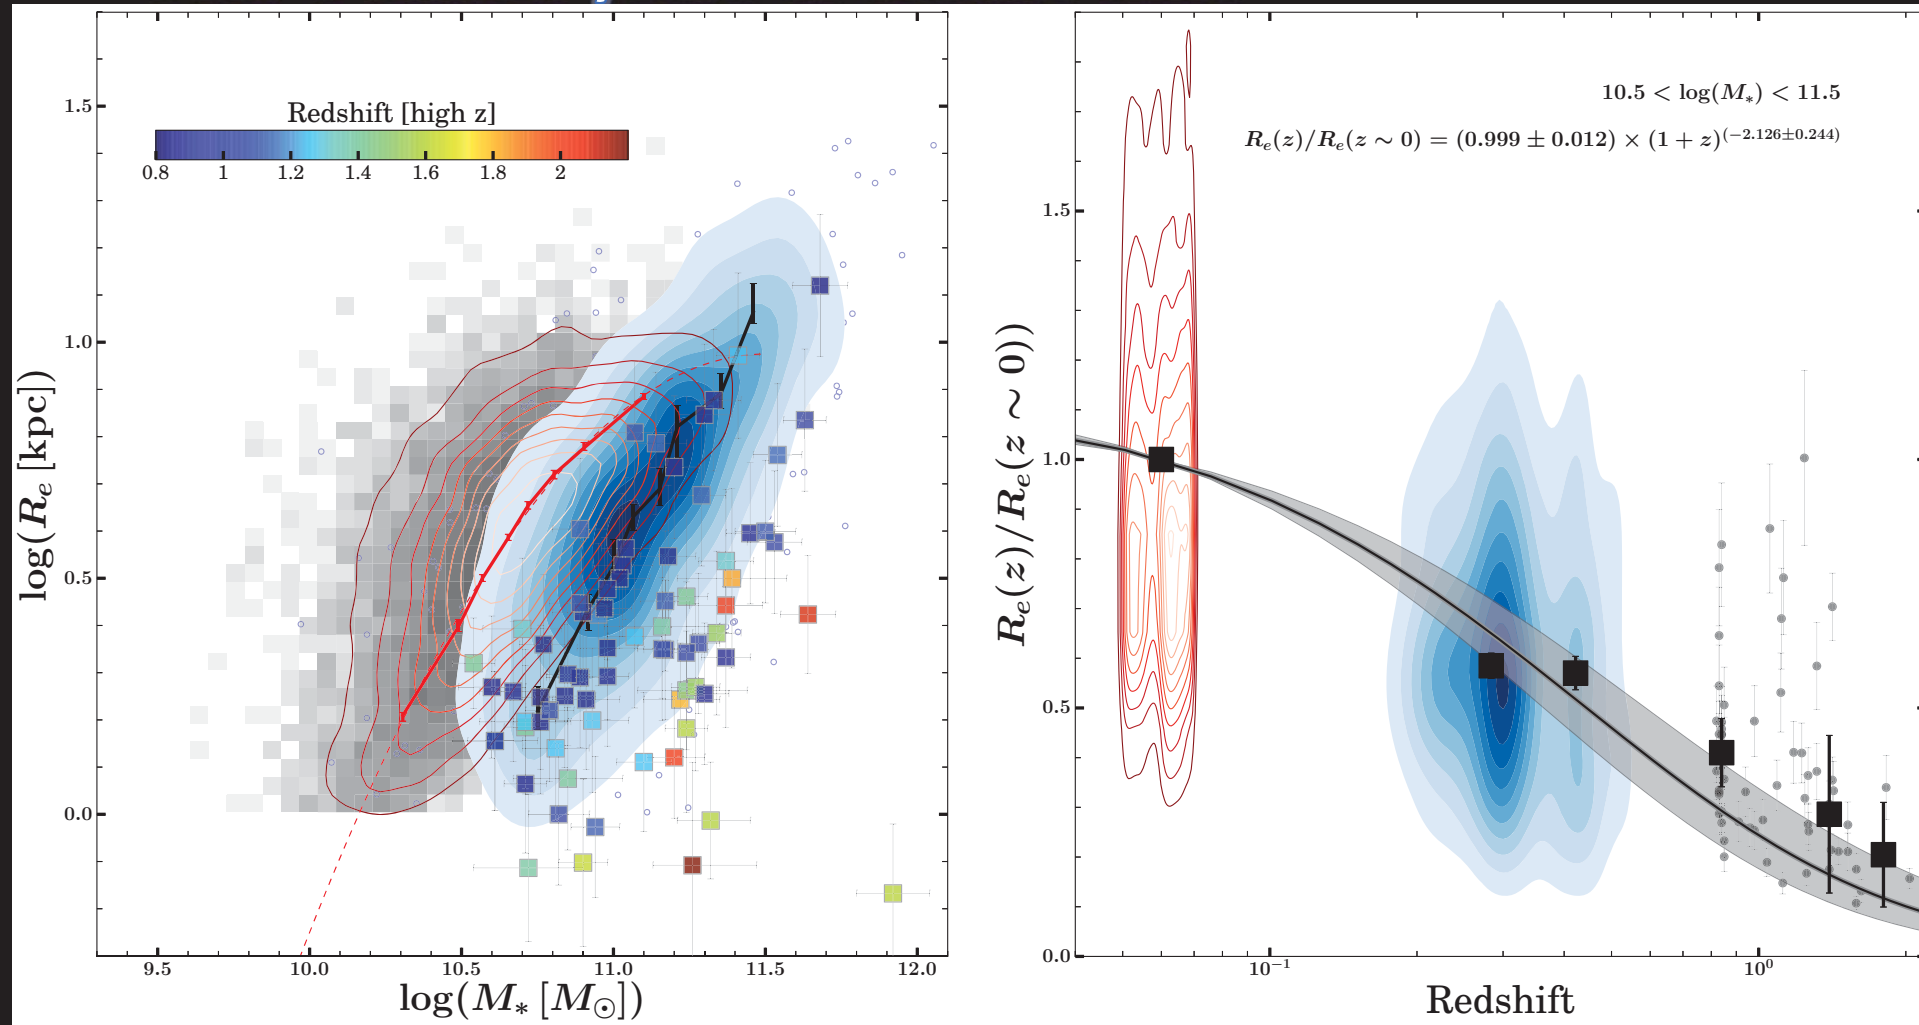 Redshift [high z]
0.8 1 1.2 1.4 1.6 1.8 2
1.5
1.0
0.5
0.0
log(R_e [kpc])
9.5 10.0 10.5 11.0 11.5 12.0
log(M_* [M_⊙])
10.5 < log(M_*) < 11.5
R_e(z)/R_e(z ∼ 0) = (0.999 ± 0.012) × (1 + z)^(−2.126±0.244)
1.5
1.0
0.5
0.0
R_e(z)/R_e(z ∼ 0)
10^−1 10^0
Redshift